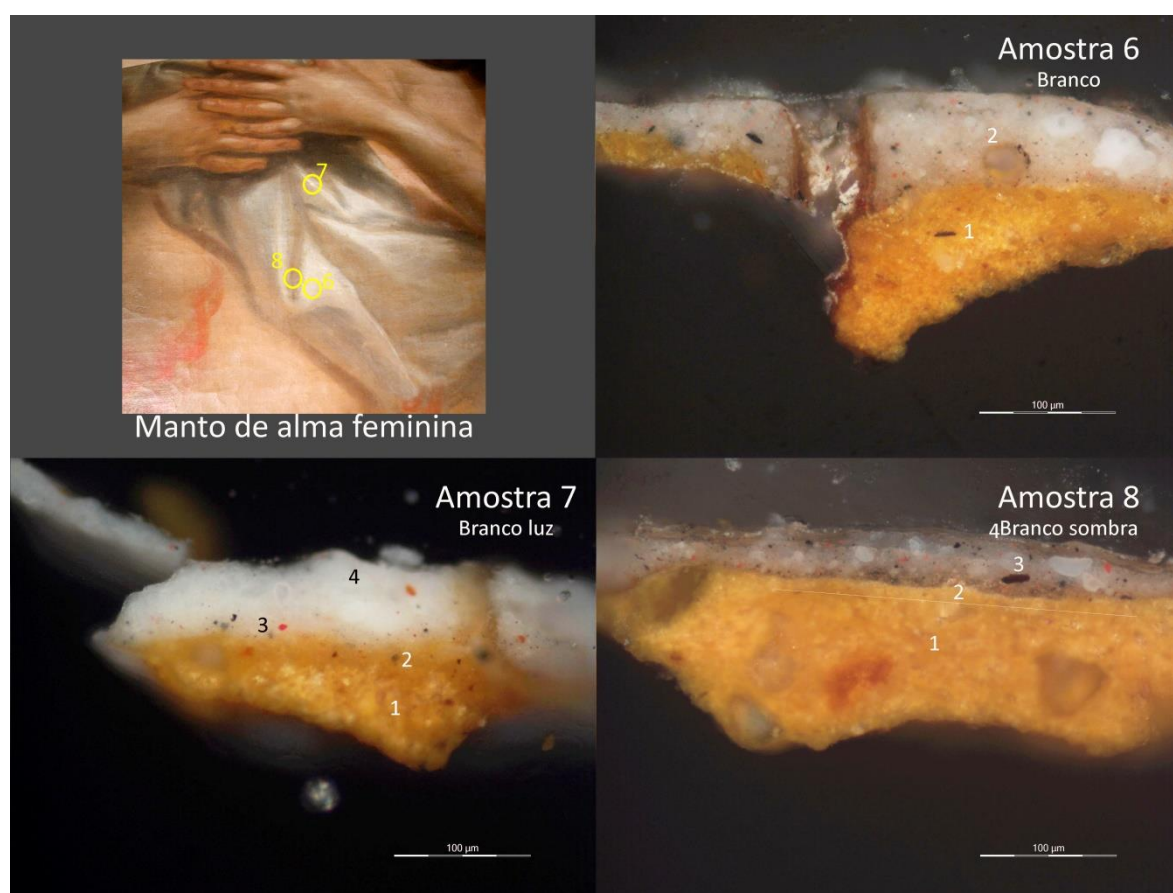 7
8
6
Manto de alma feminina
Amostra 6
Branco
2
1
100 µm
Amostra 7
Branco luz
4
3
2
1
100 µm
Amostra 8
4Branco sombra
3
2
1
100 µm